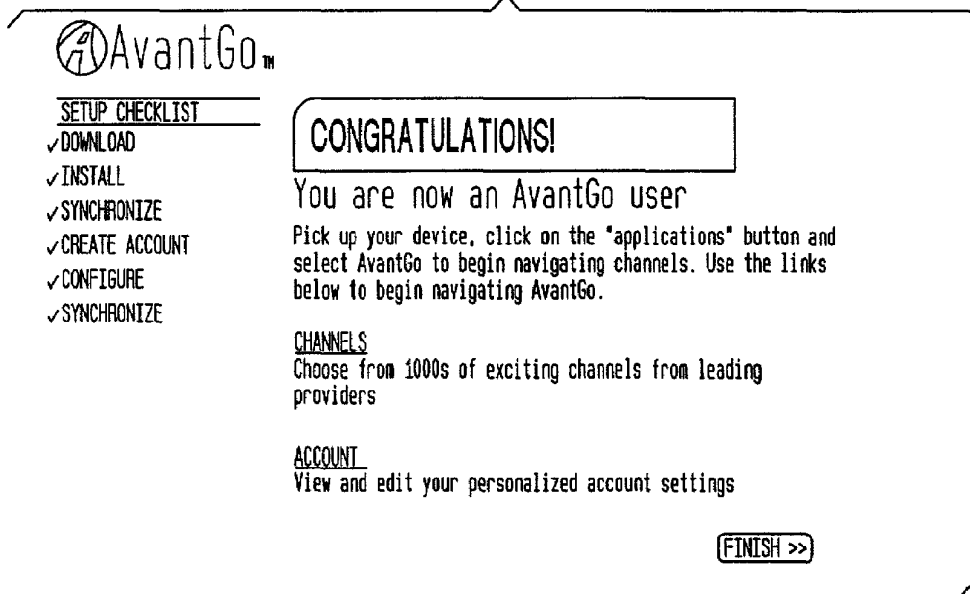 AvantGo™
SETUP CHECKLIST
✓DOWNLOAD
✓INSTALL
✓SYNCHRONIZE
✓CREATE ACCOUNT
✓CONFIGURE
✓SYNCHRONIZE
CONGRATULATIONS!
You are now an AvantGo user
Pick up your device, click on the "applications" button and
select AvantGo to begin navigating channels. Use the links
below to begin navigating AvantGo.
CHANNELS
Choose from 1000s of exciting channels from leading
providers
ACCOUNT
View and edit your personalized account settings
FINISH >>